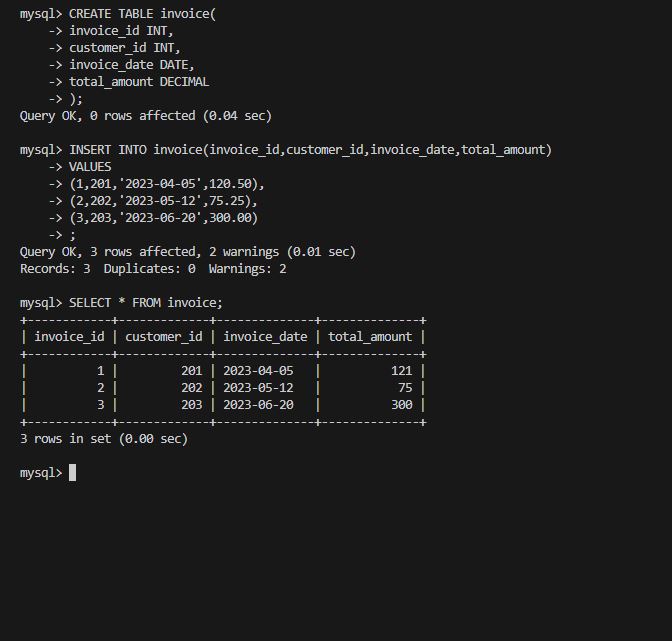 mysql> CREATE TABLE invoice(
    -> invoice_id INT,
    -> customer_id INT,
    -> invoice_date DATE,
    -> total_amount DECIMAL
    -> );
Query OK, 0 rows affected (0.04 sec)

mysql> INSERT INTO invoice(invoice_id,customer_id,invoice_date,total_amount)
    -> VALUES
    -> (1,201,'2023-04-05',120.50),
    -> (2,202,'2023-05-12',75.25),
    -> (3,203,'2023-06-20',300.00)
    -> ;
Query OK, 3 rows affected, 2 warnings (0.01 sec)
Records: 3  Duplicates: 0  Warnings: 2

mysql> SELECT * FROM invoice;
+------------+-------------+--------------+--------------+
| invoice_id | customer_id | invoice_date | total_amount |
+------------+-------------+--------------+--------------+
|          1 |         201 | 2023-04-05   |          121 |
|          2 |         202 | 2023-05-12   |           75 |
|          3 |         203 | 2023-06-20   |          300 |
+------------+-------------+--------------+--------------+
3 rows in set (0.00 sec)

mysql>